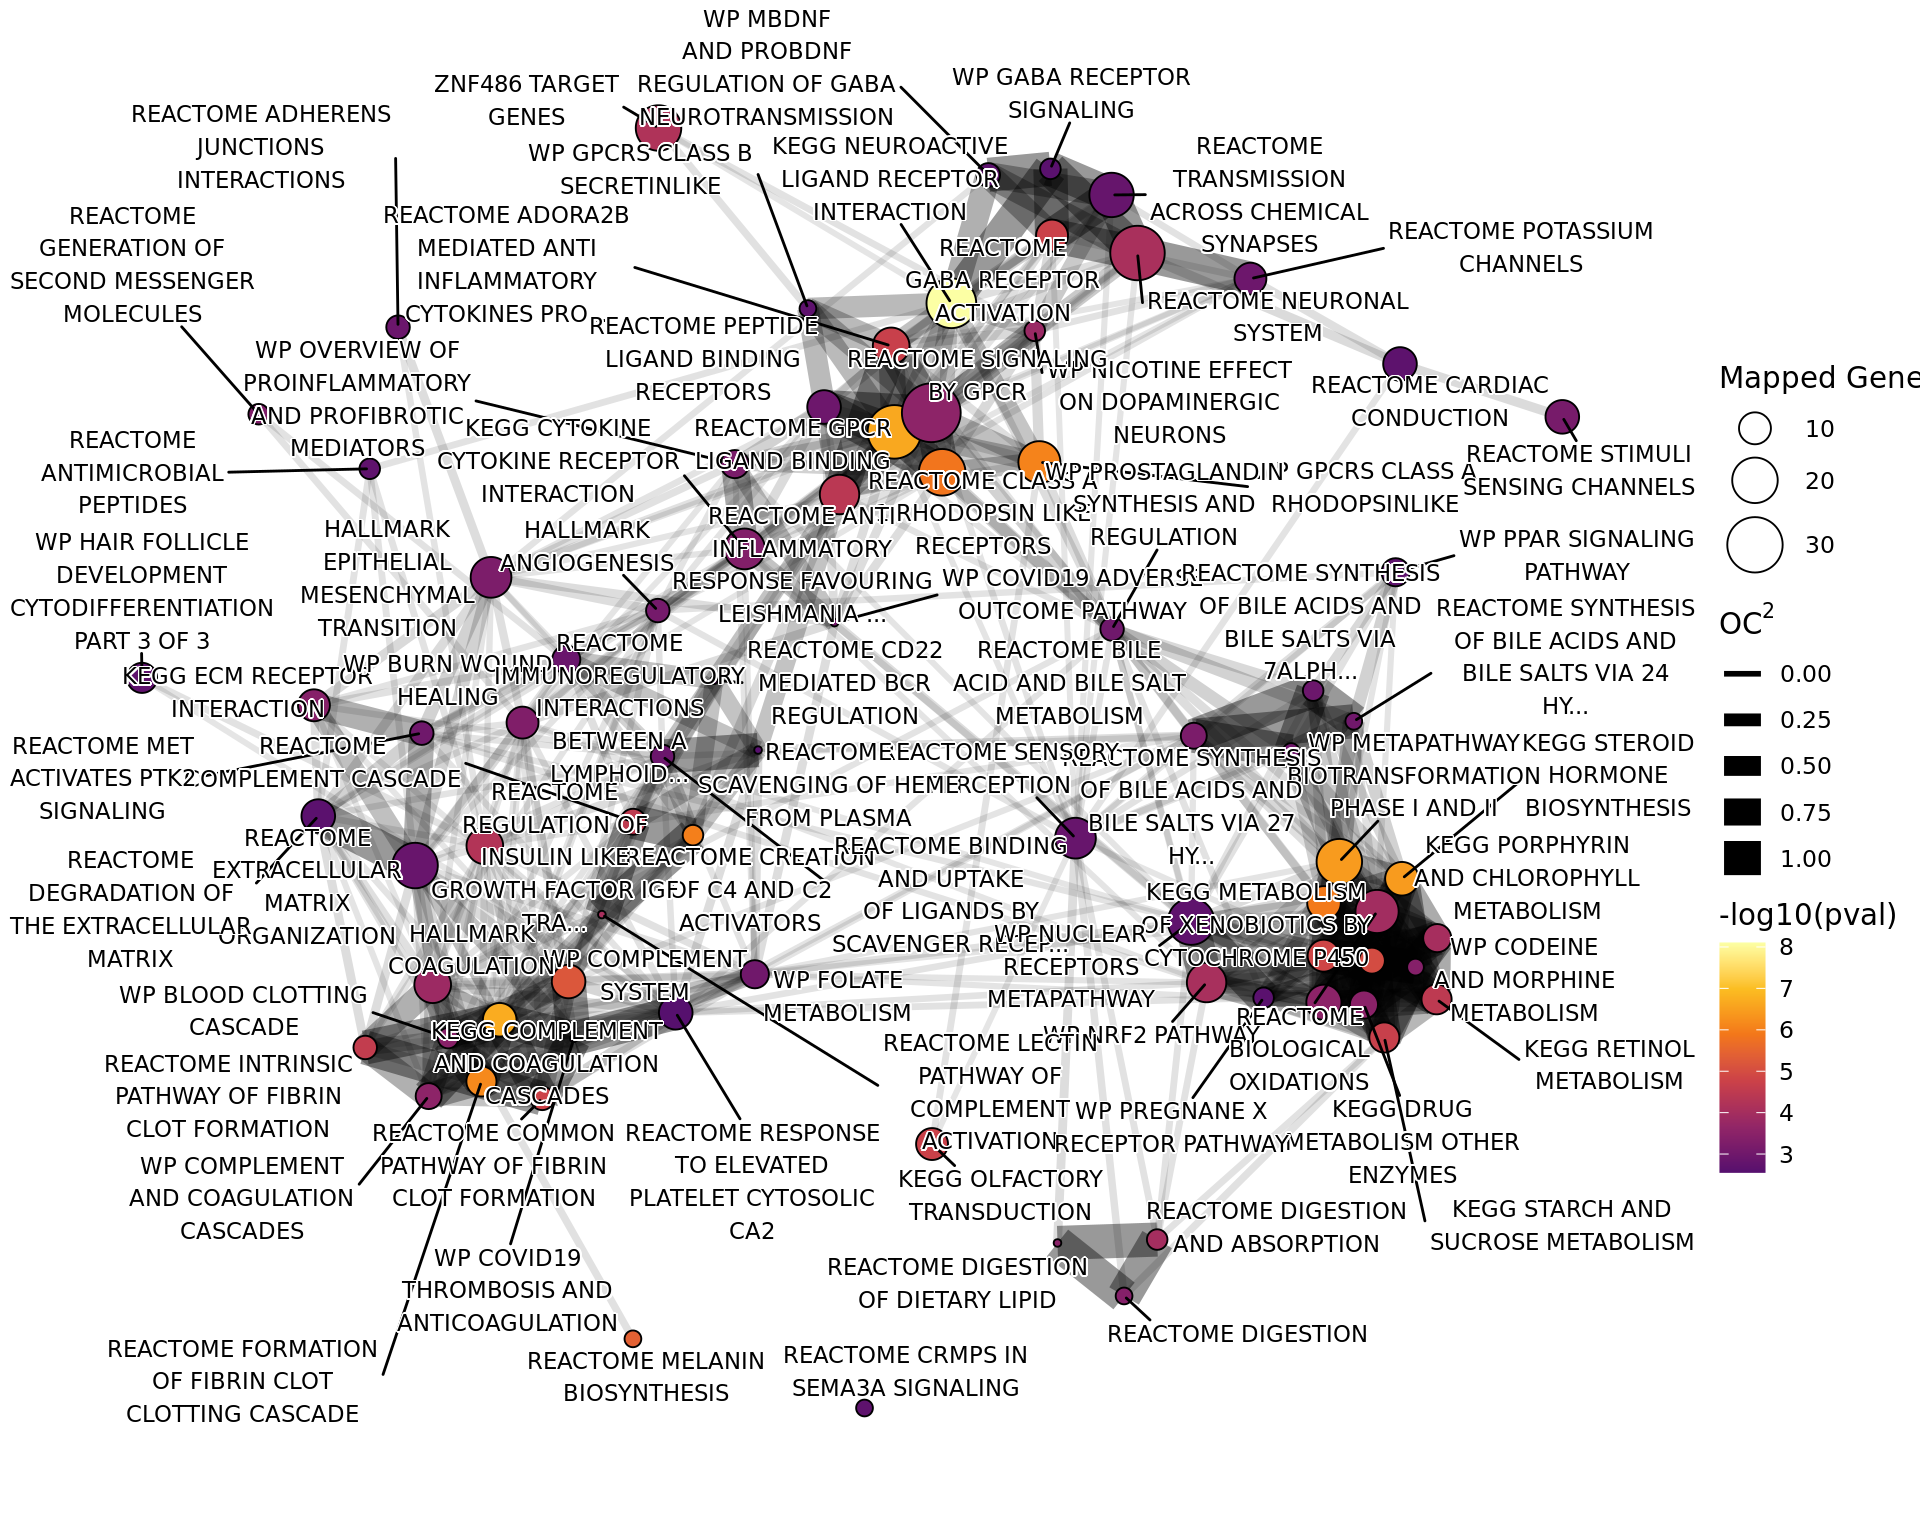 WP MBDNF
AND PROBDNF
REGULATION OF GABA
NEUROTRANSMISSION
ZNF486 TARGET
GENES
WP GABA RECEPTOR
SIGNALING
REACTOME ADHERENS
JUNCTIONS
INTERACTIONS
WP GPCRS CLASS B
SECRETINLIKE
KEGG NEUROACTIVE
LIGAND RECEPTOR
INTERACTION
REACTOME
TRANSMISSION
ACROSS CHEMICAL
SYNAPSES
REACTOME
GENERATION OF
SECOND MESSENGER
MOLECULES
REACTOME ADORA2B
MEDIATED ANTI
INFLAMMATORY
CYTOKINES PRO...
REACTOME
GABA RECEPTOR
ACTIVATION
REACTOME POTASSIUM
CHANNELS
REACTOME NEURONAL
SYSTEM
WP OVERVIEW OF
PROINFLAMMATORY
AND PROFIBROTIC
MEDIATORS
REACTOME PEPTIDE
LIGAND BINDING
RECEPTORS
REACTOME SIGNALING
BY GPCR
WP NICOTINE EFFECT
ON DOPAMINERGIC
NEURONS
REACTOME CARDIAC
CONDUCTION
REACTOME STIMULI
SENSING CHANNELS
REACTOME
ANTIMICROBIAL
PEPTIDES
KEGG CYTOKINE
CYTOKINE RECEPTOR
INTERACTION
REACTOME GPCR
LIGAND BINDING
REACTOME CLASS A
RHODOPSIN LIKE
RECEPTORS
WP PROSTAGLANDIN
SYNTHESIS AND
REGULATION
GPCRS CLASS A
RHODOPSINLIKE
WP HAIR FOLLICLE
DEVELOPMENT
CYTODIFFERENTIATION
PART 3 OF 3
HALLMARK
EPITHELIAL
MESENCHYMAL
TRANSITION
HALLMARK
ANGIOGENESIS
REACTOME ANTI
INFLAMMATORY
RESPONSE FAVOURING
LEISHMANIA ...
WP COVID19 ADVERSE
OUTCOME PATHWAY
WP PPAR SIGNALING
PATHWAY
REACTOME SYNTHESIS
OF BILE ACIDS AND
BILE SALTS VIA
7ALPH...
REACTOME SYNTHESIS
OF BILE ACIDS AND
BILE SALTS VIA 24
HY...
KEGG ECM RECEPTOR
INTERACTION
WP BURN WOUND
HEALING
REACTOME
IMMUNOREGULATORY
INTERACTIONS
BETWEEN A
LYMPHOID...
REACTOME CD22
MEDIATED BCR
REGULATION
REACTOME BILE
ACID AND BILE SALT
METABOLISM
REACTOME MET
ACTIVATES PTK2
SIGNALING
REACTOME
COMPLEMENT CASCADE
REACTOME
SCAVENGING OF HEME
FROM PLASMA
REACTOME SENSORY
PERCEPTION
REACTOME SYNTHESIS
OF BILE ACIDS AND
BILE SALTS VIA 27
HY...
WP METAPATHWAY
BIOTRANSFORMATION
PHASE I AND II
KEGG STEROID
HORMONE
BIOSYNTHESIS
REACTOME
REGULATION OF
INSULIN LIKE
GROWTH FACTOR IGF
TRA...
REACTOME
DEGRADATION OF
THE EXTRACELLULAR
MATRIX
REACTOME
EXTRACELLULAR
MATRIX
ORGANIZATION
REACTOME CREATION
OF C4 AND C2
ACTIVATORS
REACTOME BINDING
AND UPTAKE
OF LIGANDS BY
SCAVENGER RECEP...
KEGG PORPHYRIN
AND CHLOROPHYLL
METABOLISM
KEGG METABOLISM
OF XENOBIOTICS BY
CYTOCHROME P450
HALLMARK
COAGULATION
WP COMPLEMENT
SYSTEM
WP FOLATE
METABOLISM
WP NUCLEAR
RECEPTORS
METAPATHWAY
WP CODEINE
AND MORPHINE
METABOLISM
WP BLOOD CLOTTING
CASCADE
KEGG COMPLEMENT
AND COAGULATION
CASCADES
WP NRF2 PATHWAY
REACTOME
BIOLOGICAL
OXIDATIONS
KEGG RETINOL
METABOLISM
REACTOME INTRINSIC
PATHWAY OF FIBRIN
CLOT FORMATION
REACTOME LECTIN
PATHWAY OF
COMPLEMENT
ACTIVATION
WP PREGNANE X
RECEPTOR PATHWAY
KEGG DRUG
METABOLISM OTHER
ENZYMES
WP COMPLEMENT
AND COAGULATION
CASCADES
REACTOME COMMON
PATHWAY OF FIBRIN
CLOT FORMATION
REACTOME RESPONSE
TO ELEVATED
PLATELET CYTOSOLIC
CA2
KEGG OLFACTORY
TRANSDUCTION
REACTOME DIGESTION
AND ABSORPTION
KEGG STARCH AND
SUCROSE METABOLISM
WP COVID19
THROMBOSIS AND
ANTICOAGULATION
REACTOME DIGESTION
OF DIETARY LIPID
REACTOME DIGESTION
REACTOME FORMATION
OF FIBRIN CLOT
CLOTTING CASCADE
REACTOME MELANIN
BIOSYNTHESIS
REACTOME CRMPS IN
SEMA3A SIGNALING
Mapped Gene
10
20
30
OC²
0.00
0.25
0.50
0.75
1.00
-log10(pval)
8
7
6
5
4
3